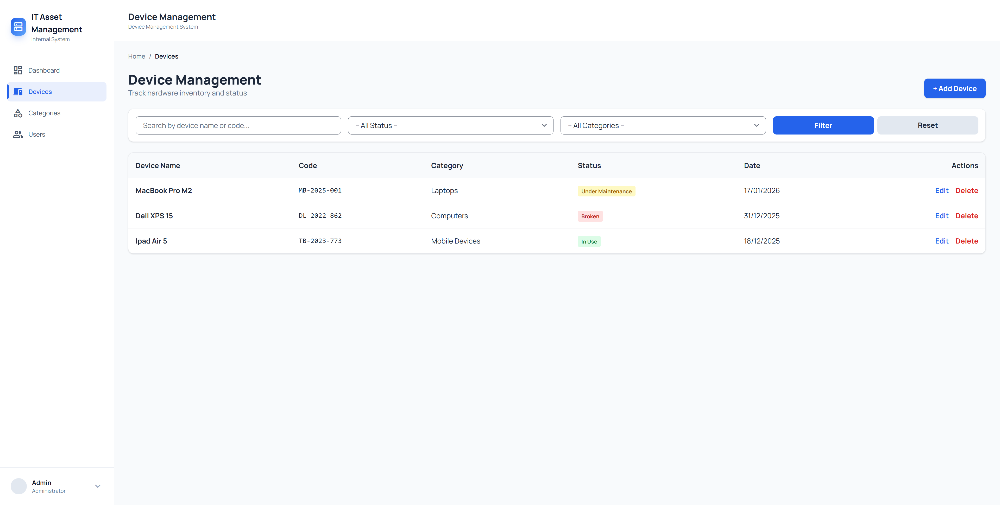 IT Asset
Management
Internal System
Dashboard
Devices
Categories
Users
Admin
Administrator
Device Management
Device Management System
Home / Devices
Device Management
Track hardware inventory and status
+ Add Device
Search by device name or code... – All Status – – All Categories – Filter Reset
Device Name Code Category Status Date Actions
MacBook Pro M2 MB-2025-001 Laptops Under Maintenance 17/01/2026 Edit Delete
Dell XPS 15 DL-2022-862 Computers Broken 31/12/2025 Edit Delete
Ipad Air 5 TB-2023-773 Mobile Devices In Use 18/12/2025 Edit Delete